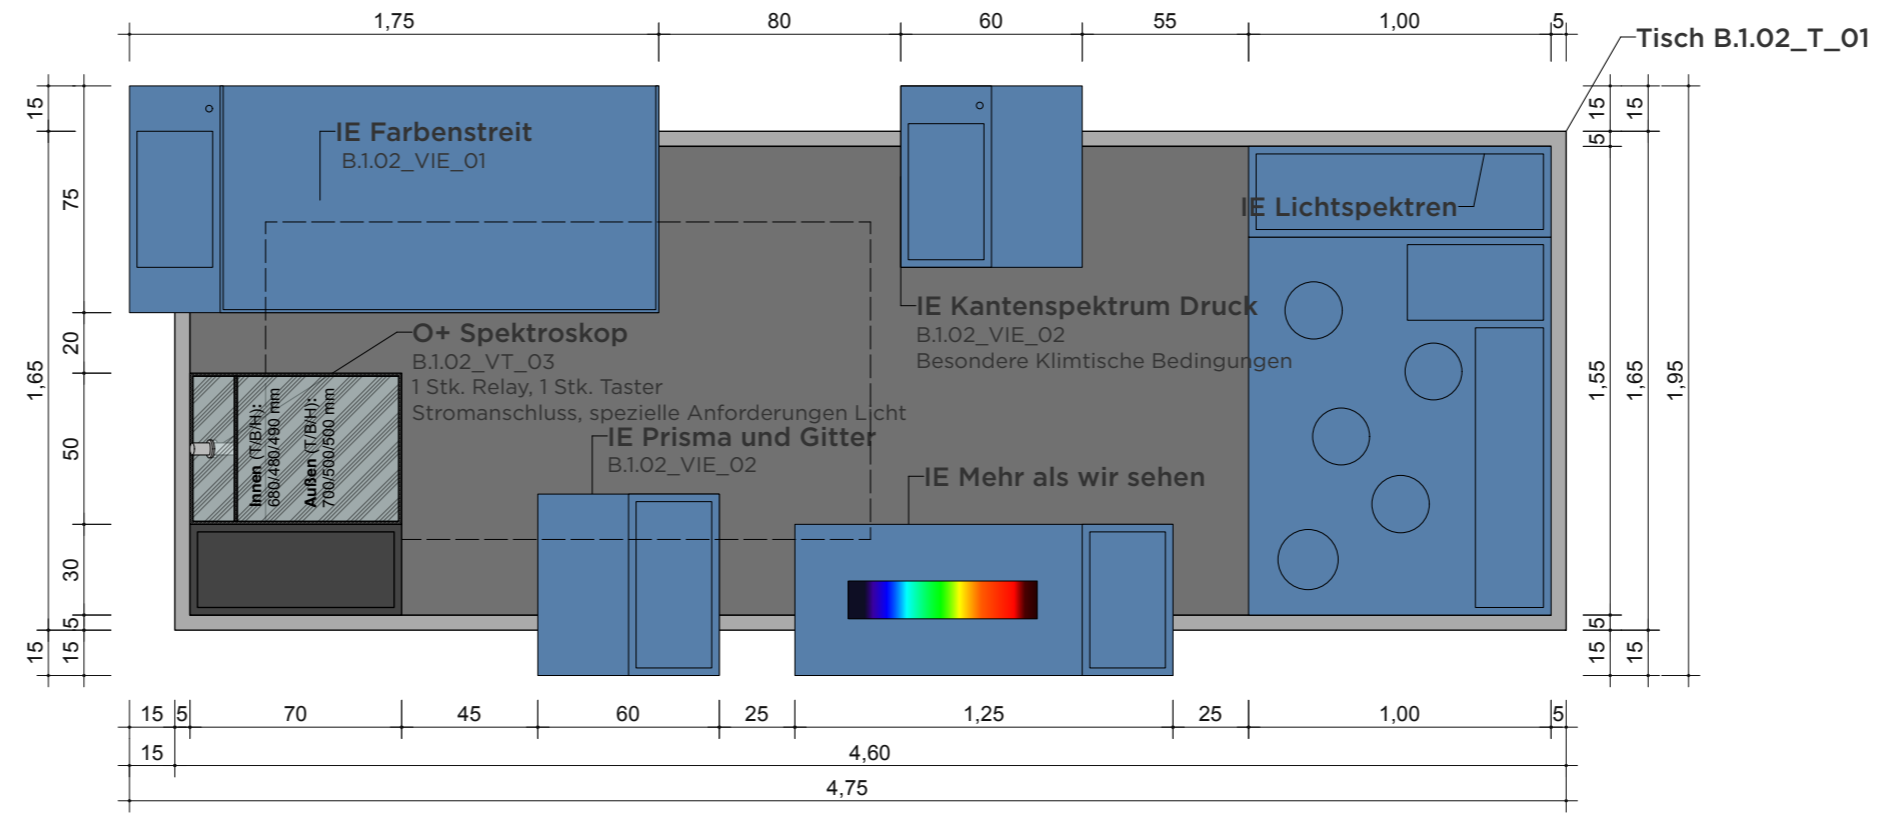 1,75 80 60 55 1,00 5
Tisch B.1.02_T_01
15 75 20 50 30 5 15
15 1,65 15
IE Farbenstreit
B.1.02_VIE_01
IE Lichtspektren
IE Kantenspektrum Druck
B.1.02_VIE_02
Besondere Klimtische Bedingungen
O+ Spektroskop
B.1.02_VT_03
1 Stk. Relay, 1 Stk. Taster
Stromanschluss, spezielle Anforderungen Licht
Innen (T/B/H):
680/480/490 mm
Außen (T/B/H):
700/500/500 mm
IE Prisma und Gitter
B.1.02_VIE_02
IE Mehr als wir sehen
15 5 1,55 5 15
15 1,65 15
1,95
15 5 70 45 60 25 1,25 25 1,00 5
15 4,60
4,75